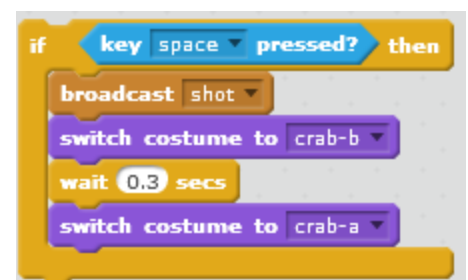 if key space pressed? then
broadcast shot
switch costume to crab-b
wait 0.3 secs
switch costume to crab-a